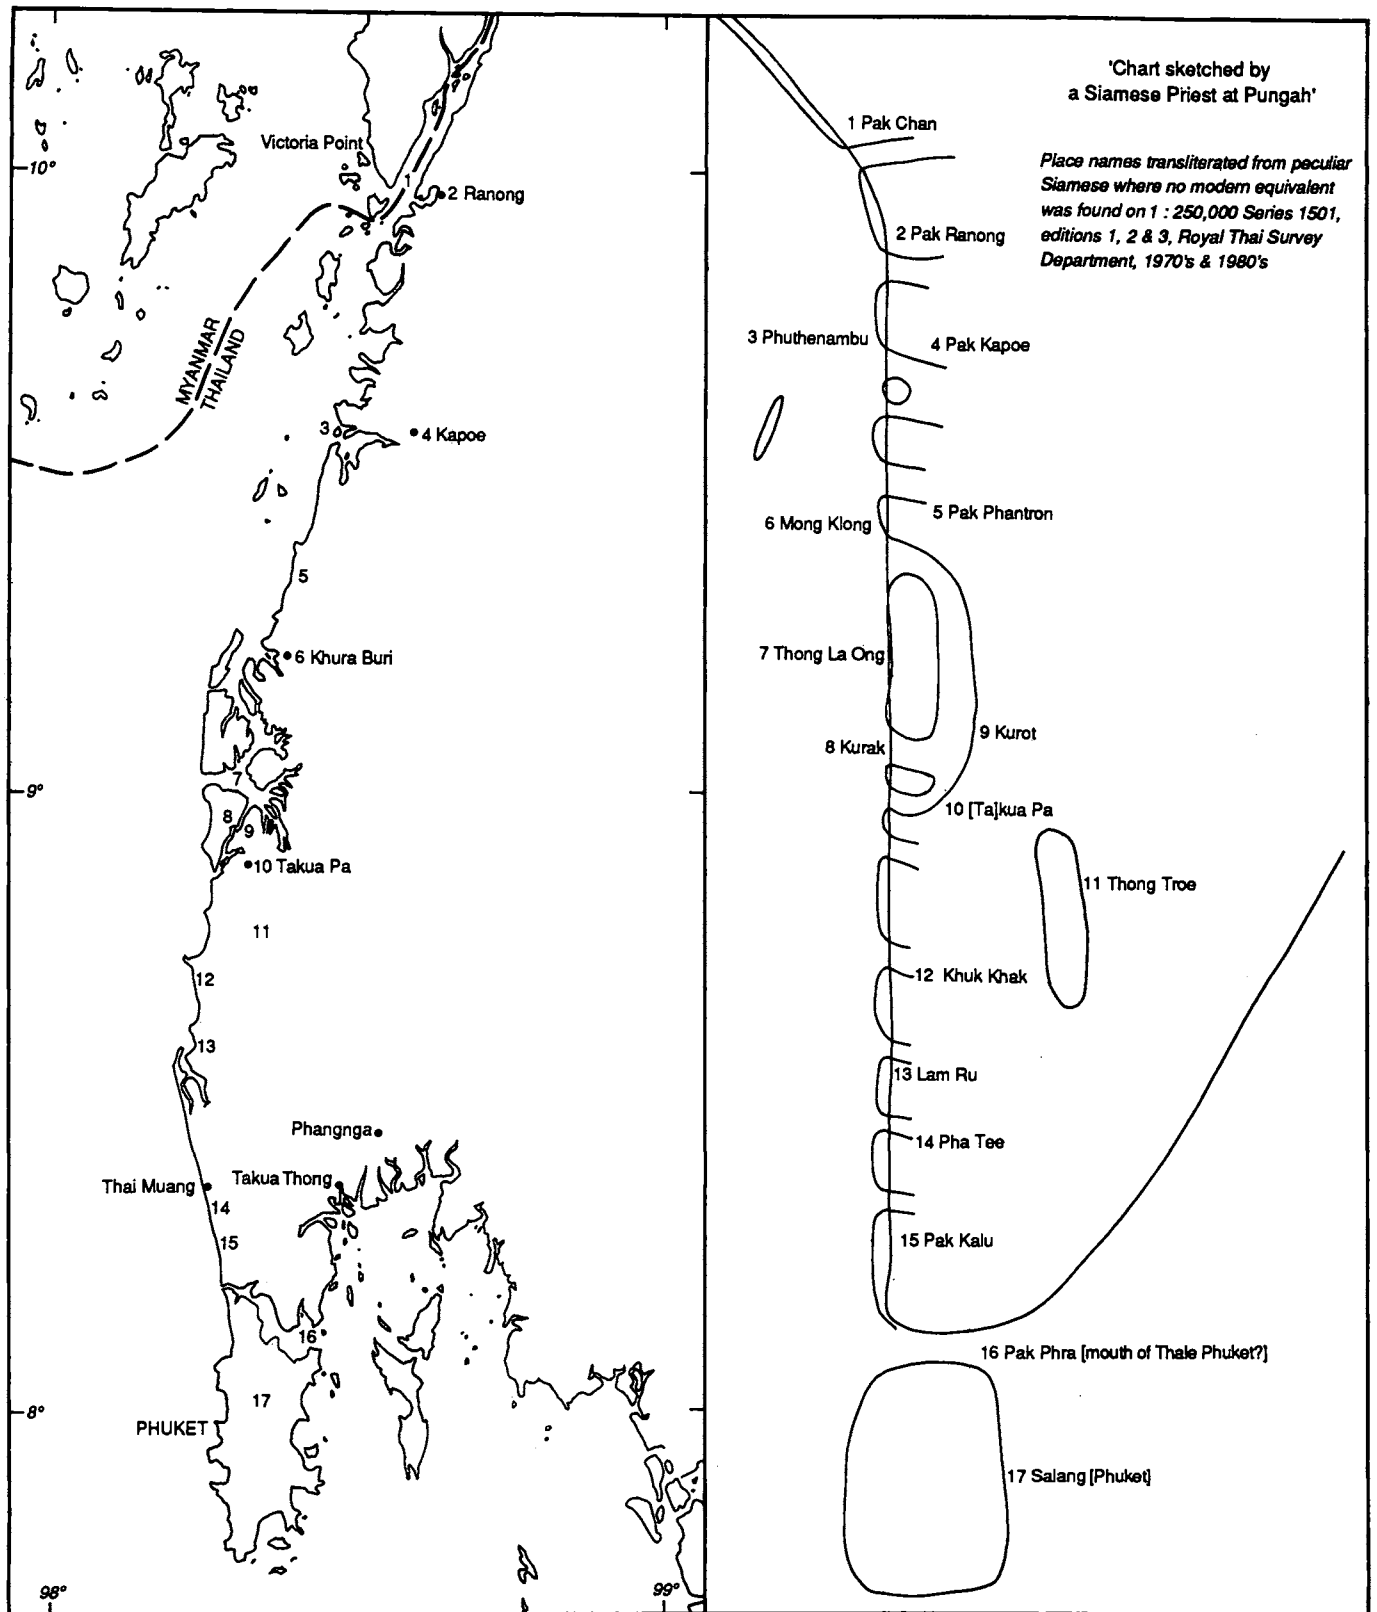 Victoria Point
10°
1
2 Ranong
MYANMAR
THAILAND
3
4 Kapoe
5
6 Khura Buri
7
9°
8
9
10 Takua Pa
11
12
13
Phangnga
Thai Muang
Takua Thong
14
15
16
17
PHUKET
8°
98°
99°
'Chart sketched by
a Siamese Priest at Pungah'
Place names transliterated from peculiar
Siamese where no modern equivalent
was found on 1 : 250,000 Series 1501,
editions 1, 2 & 3, Royal Thai Survey
Department, 1970's & 1980's
1 Pak Chan
2 Pak Ranong
3 Phuthenambu
4 Pak Kapoe
5 Pak Phantron
6 Mong Klong
7 Thong La Ong
8 Kurak
9 Kurot
10 [Ta]kua Pa
11 Thong Troe
12 Khuk Khak
13 Lam Ru
14 Pha Tee
15 Pak Kalu
16 Pak Phra [mouth of Thale Phuket?]
17 Salang [Phuket]